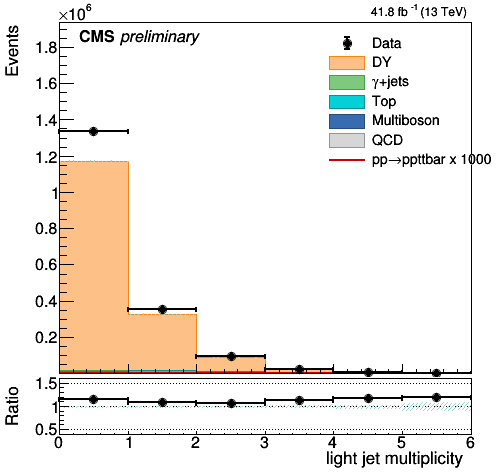 ×10⁶
41.8 fb⁻¹ (13 TeV)
CMS preliminary
Events
1.8
1.6
1.4
1.2
1
0.8
0.6
0.4
0.2
Data
DY
γ+jets
Top
Multiboson
QCD
pp→ppttbar x 1000
Ratio
1.5
1
0.5
0 1 2 3 4 5 6
light jet multiplicity